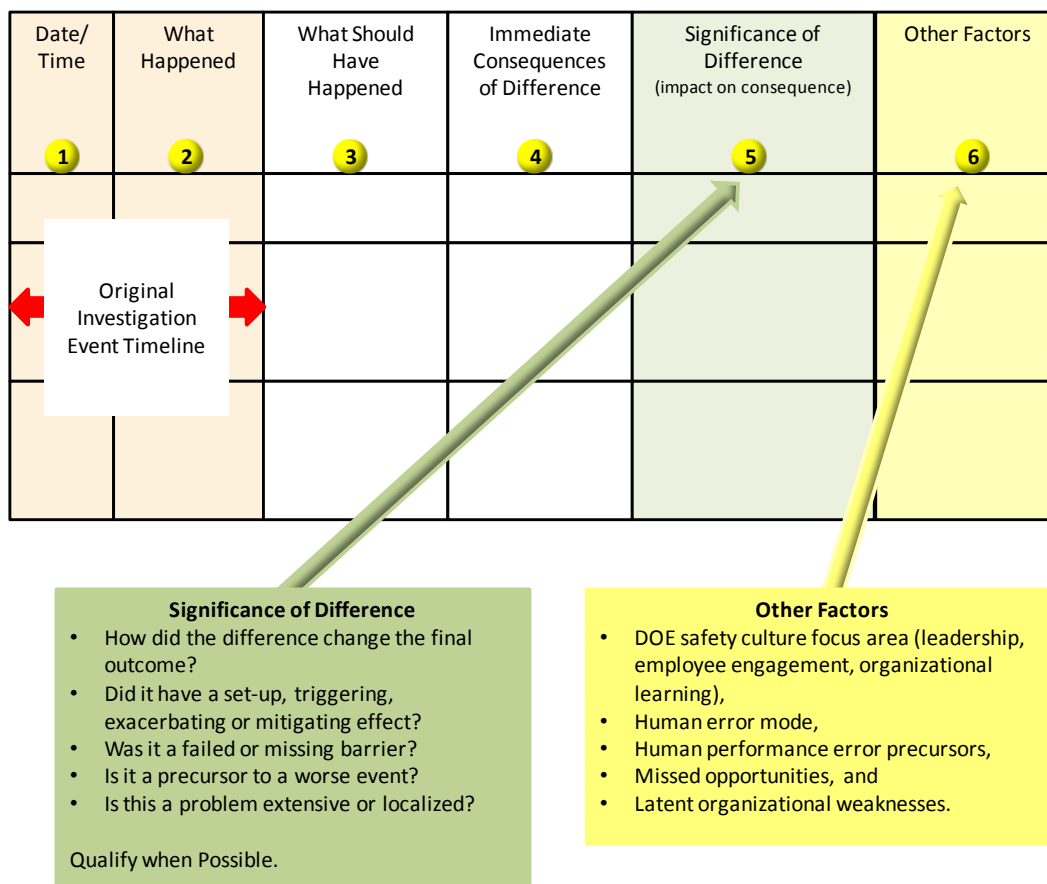 Date/
Time
What
Happened
What Should
Have
Happened
Immediate
Consequences
of Difference
Significance of
Difference
(impact on consequence)
Other Factors
1
2
3
4
5
6
Original
Investigation
Event Timeline
Significance of Difference
• How did the difference change the final
outcome?
• Did it have a set-up, triggering,
exacerbating or mitigating effect?
• Was it a failed or missing barrier?
• Is it a precursor to a worse event?
• Is this a problem extensive or localized?
Qualify when Possible.
Other Factors
• DOE safety culture focus area (leadership,
employee engagement, organizational
learning),
• Human error mode,
• Human performance error precursors,
• Missed opportunities, and
• Latent organizational weaknesses.